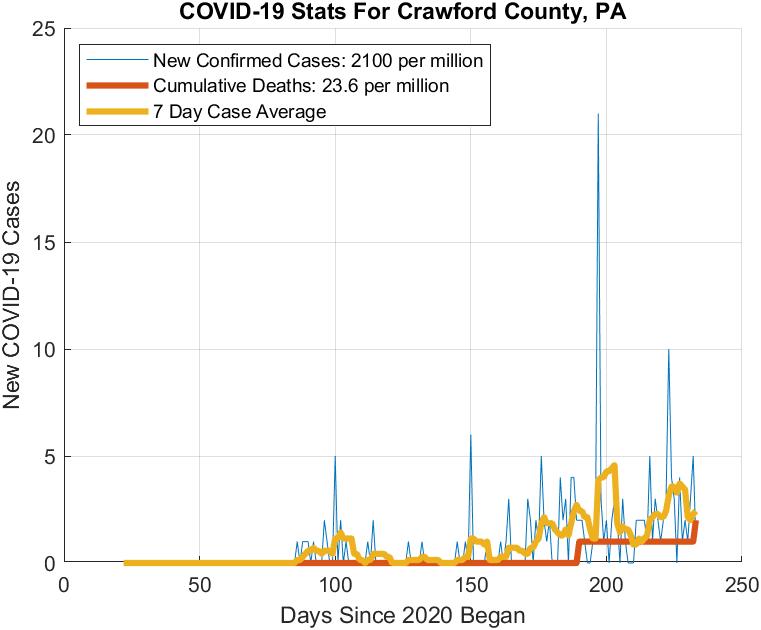 COVID-19 Stats For Crawford County, PA
25
New Confirmed Cases: 2100 per million
Cumulative Deaths: 23.6 per million
7 Day Case Average
20
15
10
5
0
New COVID-19 Cases
0 50 100 150 200 250
Days Since 2020 Began